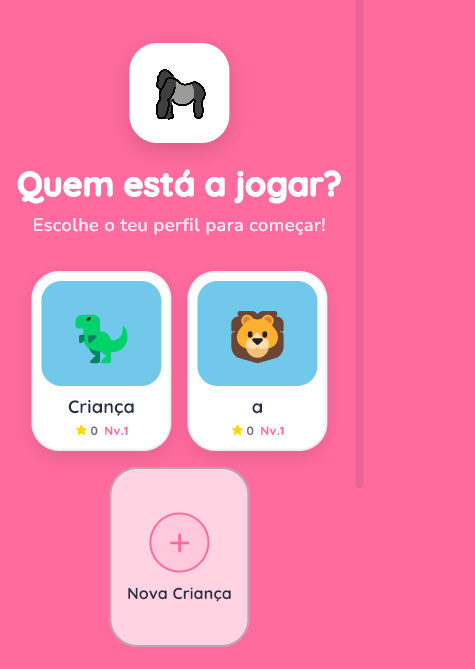 Quem está a jogar?
Escolhe o teu perfil para começar!
Criança
0 Nv.1
a
0 Nv.1
Nova Criança